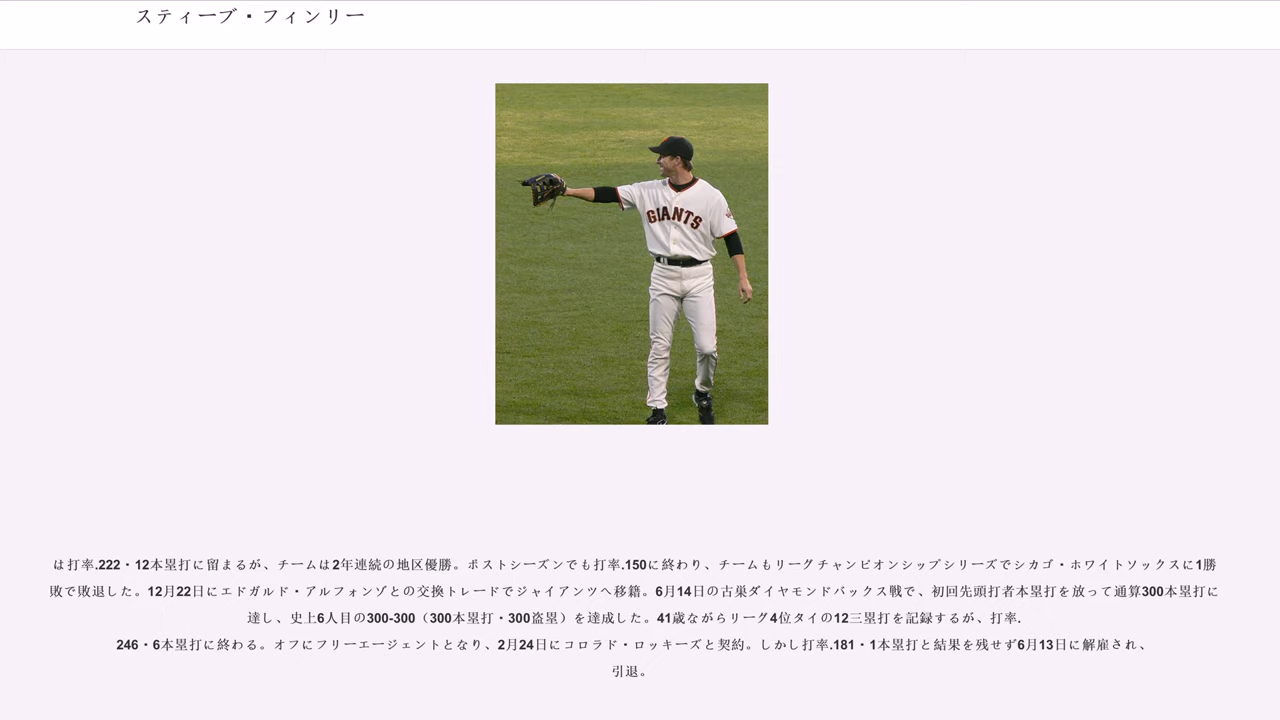 スティーブ・フィンリー
GIANTS
は打率.222・12本塁打に留まるが、チームは2年連続の地区優勝。ポストシーズンでも打率.150に終わり、チームもリーグチャンピオンシップシリーズでシカゴ・ホワイトソックスに1勝
敗で敗退した。12月22日にエドガルド・アルフォンゾとの交換トレードでジャイアンツへ移籍。6月14日の古巣ダイヤモンドバックス戦で、初回先頭打者本塁打を放って通算300本塁打に
達し、史上6人目の300-300（300本塁打・300盗塁）を達成した。41歳ながらリーグ4位タイの12三塁打を記録するが、打率.
246・6本塁打に終わる。オフにフリーエージェントとなり、2月24日にコロラド・ロッキーズと契約。しかし打率.181・1本塁打と結果を残せず6月13日に解雇され、
引退。